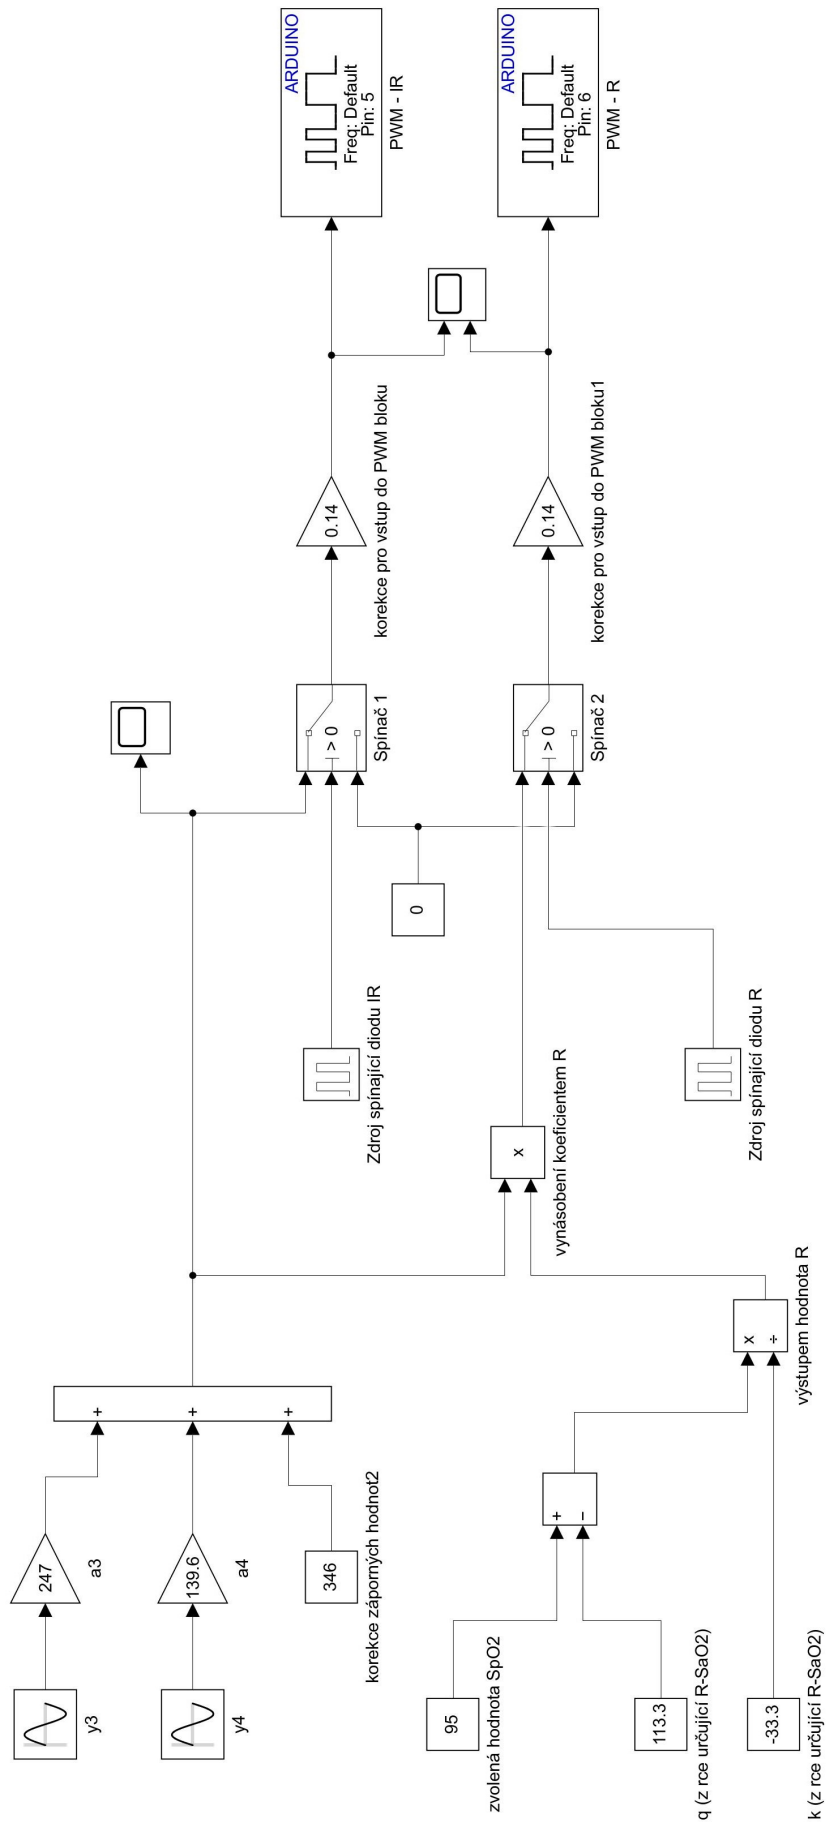 247
y3
a3
+
139.6
y4
a4
+
346
korekce záporných hodnot2
+
ARDUINO
Freq: Default
Pin: 5
PWM - IR
0.14
korekce pro vstup do PWM bloku
> 0
Spínač 1
Zdroj spínající diodu IR
0
95
zvolená hodnota SpO2
x
vynásobení koeficientem R
> 0
Spínač 2
0.14
korekce pro vstup do PWM bloku1
ARDUINO
Freq: Default
Pin: 6
PWM - R
+
−
113.3
q (z rce určující R-SaO2)
Zdroj spínající diodu R
x
÷
výstupem hodnota R
-33.3
k (z rce určující R-SaO2)